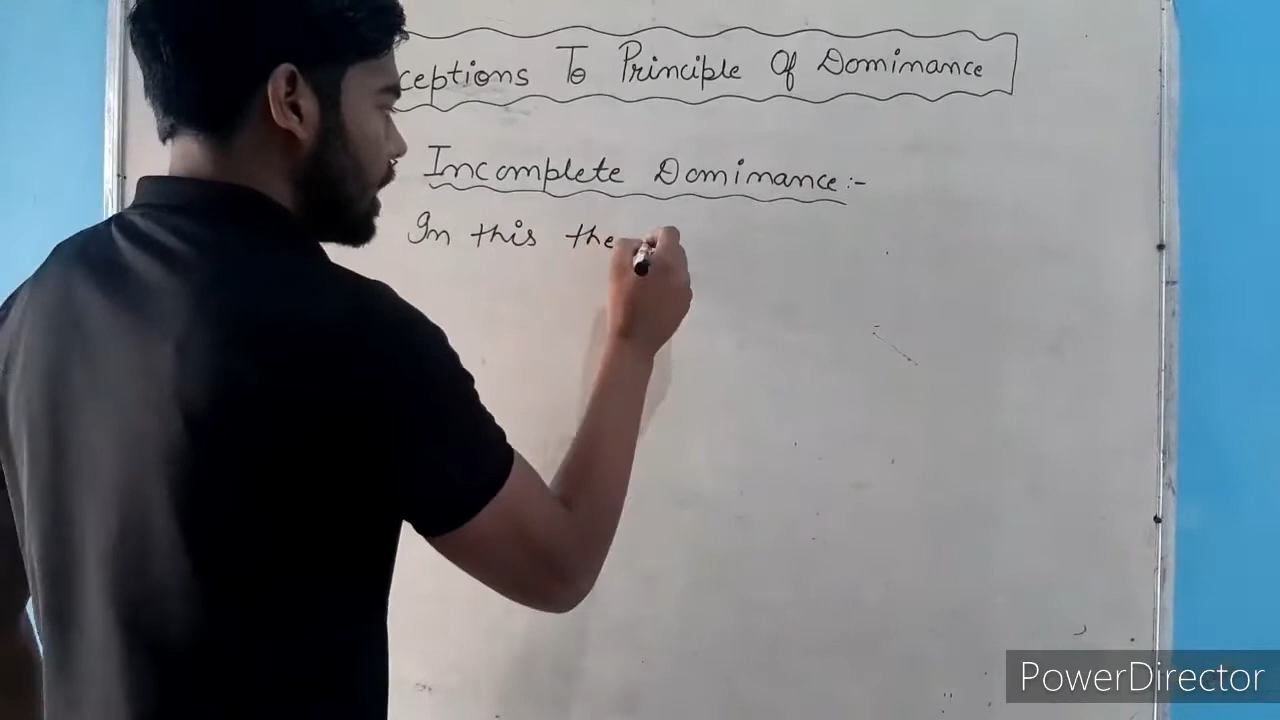 ceptions To Principle Of Dominance
Incomplete Dominance:-
In this the
PowerDirector